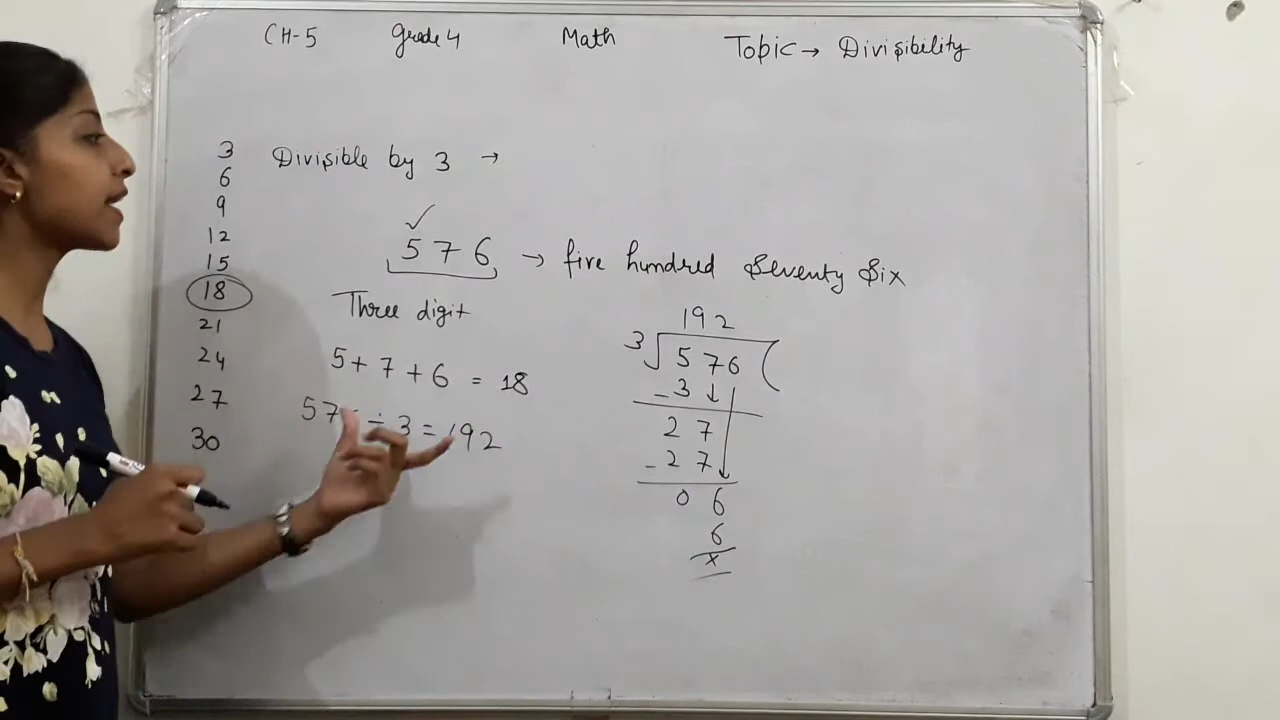 CH-5 Grade 4 Math Topic → Divisibility
3
6
9
12
15
18
21
24
27
30
Divisible by 3 →
✓
576 → five hundred Seventy Six
Three digit
5 + 7 + 6 = 18
57 ÷ 3 = 192
192
3 576
- 3 ↓
27
- 27
06
6
x